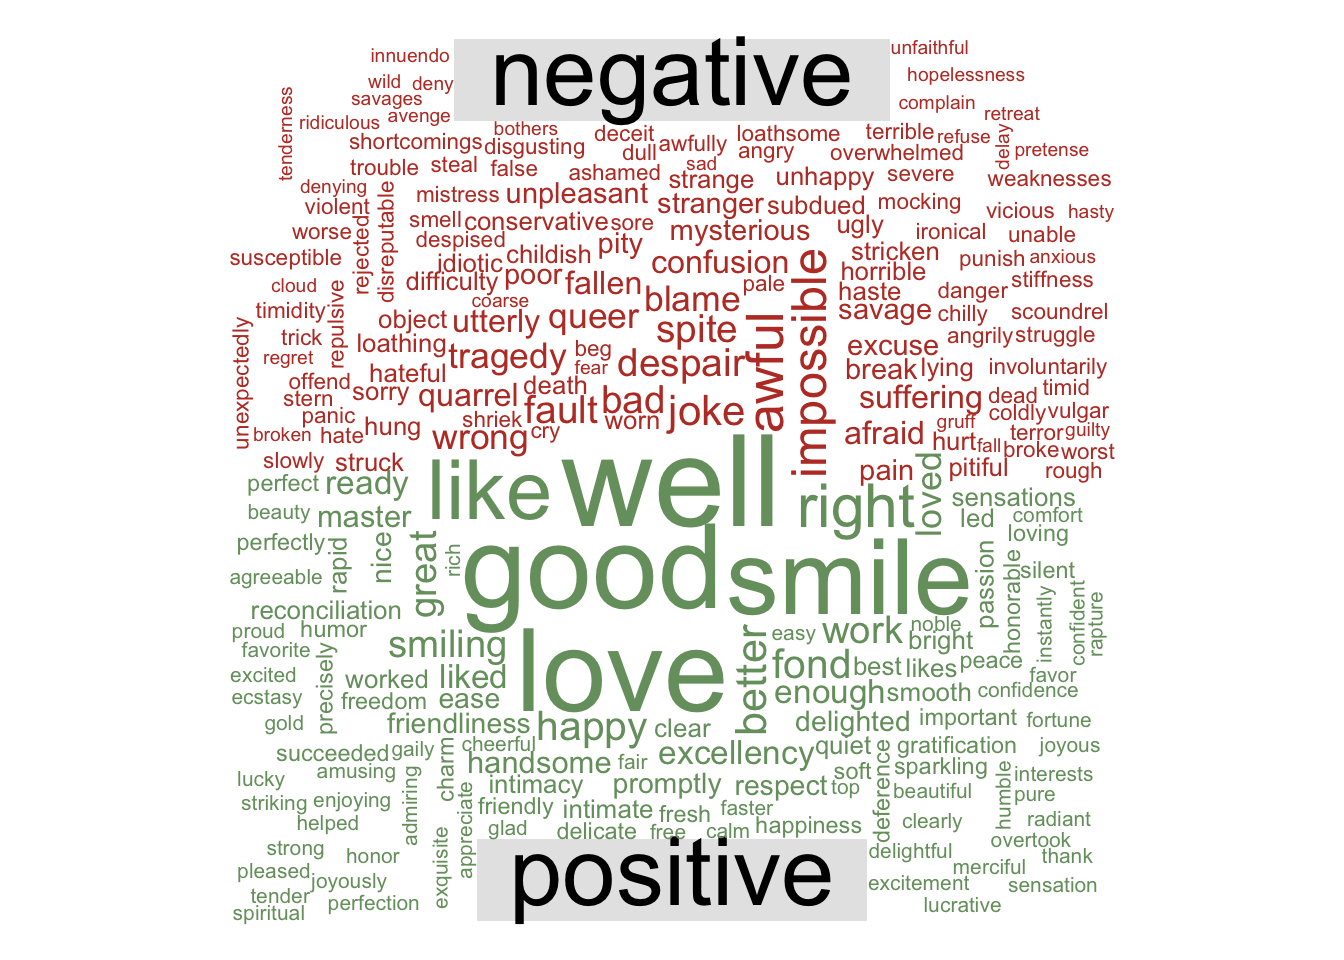 innuendo negative unfaithful
wild deny hopelessness
savages complain
tenderness ridiculous avenge retreat
shortcomings bothers deceit awfully loathsome terrible refuse delay pretense
disgusting dull angry overwhelmed
trouble steal false ashamed sad strange unhappy severe weaknesses
denying mistress unpleasant
violent disreputable stranger subdued mocking vicious hasty
worse rejected smell conservative sore mysterious ugly ironical unable
despised pity
susceptible idiotic childish confusion stricken punish anxious
cloud difficulty poor fallen pale horrible danger stiffness
timidity repulsive coarse blame impossible haste
object utterly queer spite awful savage chilly scoundrel
unexpectedly trick loathing tragedy beg despair excuse angrily struggle
regret hateful fear break lying involuntarily
offend sorry quarrel death bad suffering dead timid
stern fault joke coldly vulgar
panic hung shriek worn afraid gruff terror guilty
broken hate wrong cry hurt fall broke worst
slowly struck pain pitiful rough
perfect ready like well right loved sensations
beauty master led comfort
perfectly rapid nice great rich good smile passion honorable loving
agreeable silent
reconciliation instantly confident rapture
proud humor smiling love better easy work noble
favorite precisely bright
excited worked liked fond best likes peace favor
ecstasy freedom ease enough smooth confidence
gold friendliness happy clear delighted important fortune
succeeded gaily cheerful excellency quiet gratification joyous
lucky amusing charm handsome fair soft sparkling interests
striking enjoying admiring intimacy promptly respect top deference beautiful humble pure
helped appreciate friendly intimate fresh faster clearly radiant
strong exquisite glad delicate free calm happiness overtook
pleased honor positive delightful merciful thank
joyously excitement sensation
tender perfection lucrative
spiritual